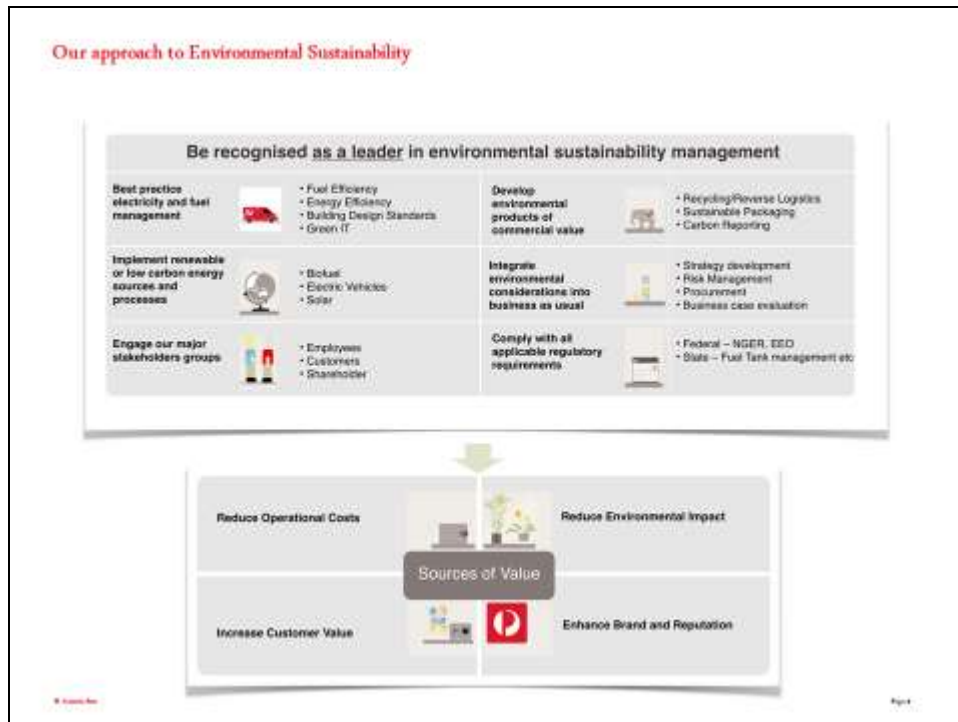 Our approach to Environmental Sustainability
Be recognised as a leader in environmental sustainability management
Best practice
electricity and fuel
management
• Fuel Efficiency
• Energy Efficiency
• Building Design Standards
• Green IT
Develop
environmental
products of
commercial value
• Recycling/Reverse Logistics
• Sustainable Packaging
• Carbon Reporting
Implement renewable
or low carbon energy
sources and
processes
• Biofuel
• Electric Vehicles
• Solar
Integrate
environmental
considerations into
business as usual
• Strategy development
• Risk Management
• Procurement
• Business case evaluation
Engage our major
stakeholders groups
• Employees
• Customers
• Shareholder
Comply with all
applicable regulatory
requirements
• Federal – NGER, EEO
• State – Fuel Tank management etc
Reduce Operational Costs
Reduce Environmental Impact
Sources of Value
Increase Customer Value
Enhance Brand and Reputation
Australia Post
Page